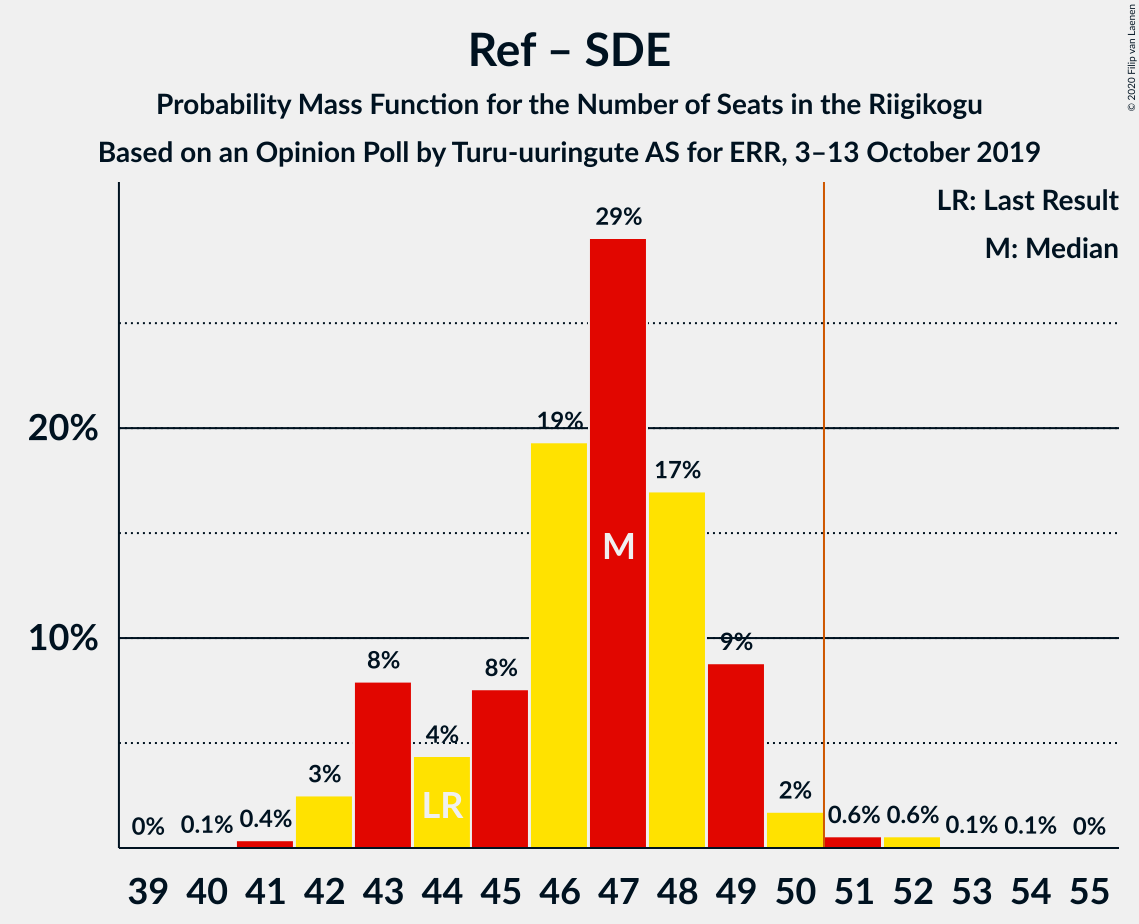 Ref – SDE
Probability Mass Function for the Number of Seats in the Riigikogu
Based on an Opinion Poll by Turu-uuringute AS for ERR, 3–13 October 2019
© 2020 Filip van Laenen
LR: Last Result
M: Median
20%
10%
0%
0.1%
0.4%
3%
8%
4%
8%
19%
29%
17%
9%
2%
0.6%
0.6%
0.1%
0.1%
0%
LR
M
39 40 41 42 43 44 45 46 47 48 49 50 51 52 53 54 55